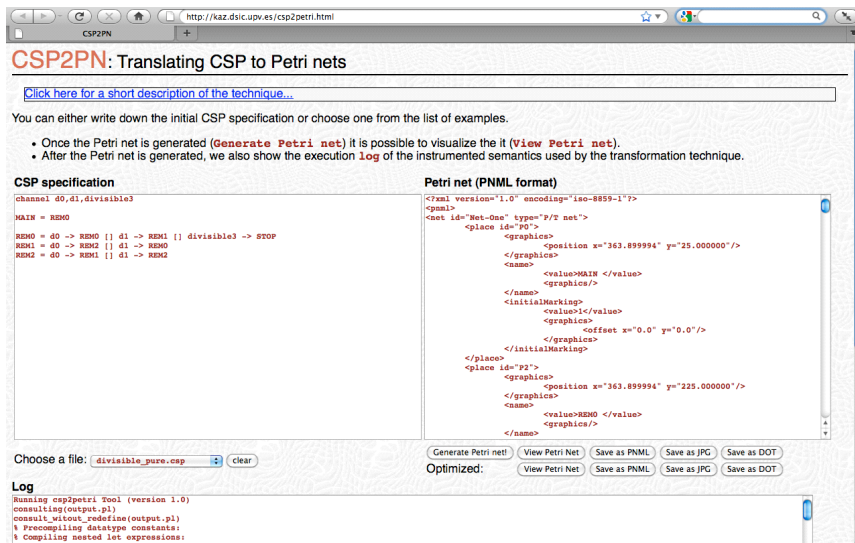 http://kaz.dsic.upv.es/csp2petri.html
CSP2PN
CSP2PN: Translating CSP to Petri nets
Click here for a short description of the technique...
You can either write down the initial CSP specification or choose one from the list of examples.
• Once the Petri net is generated (Generate Petri net) it is possible to visualize the it (View Petri net).
• After the Petri net is generated, we also show the execution log of the instrumented semantics used by the transformation technique.
CSP specification
channel d0,d1,divisible3
MAIN = REM0
REM0 = d0 -> REM0 [] d1 -> REM1 [] divisible3 -> STOP
REM1 = d0 -> REM2 [] d1 -> REM0
REM2 = d0 -> REM1 [] d1 -> REM2
Petri net (PNML format)
<?xml version="1.0" encoding="iso-8859-1"?>
<pnml>
<net id="Net-One" type="P/T net">
<place id="P0">
<graphics>
<position x="363.899994" y="25.000000"/>
</graphics>
<name>
<value>MAIN </value>
<graphics/>
</name>
<initialMarking>
<value>1</value>
<graphics>
<offset x="0.0" y="0.0"/>
</graphics>
</initialMarking>
</place>
<place id="P2">
<graphics>
<position x="363.899994" y="225.000000"/>
</graphics>
<name>
<value>REM0 </value>
<graphics/>
</name>
Choose a file: divisible_pure.csp clear
Generate Petri net! View Petri Net Save as PNML Save as JPG Save as DOT
Optimized: View Petri Net Save as PNML Save as JPG Save as DOT
Log
Running csp2petri Tool (version 1.0)
consulting(output.pl)
consult_witout_redefine(output.pl)
% Precompiling datatype constants:
% Compiling nested let expressions: